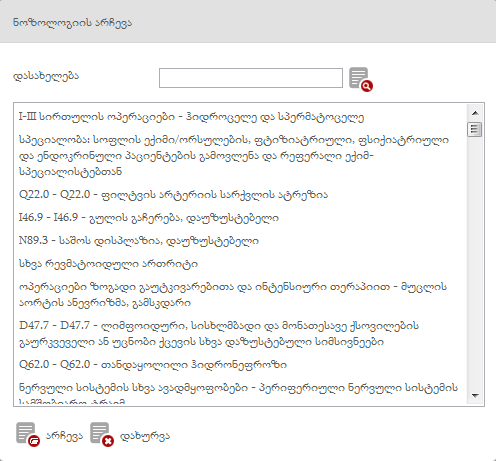 ნოზოლოგიის არჩევა
დასახელება
I-III სირთულის ოპერაციები - ჰიდროცელე და სპერმატოცელე
სპეციალობა: სოფლის ექიმი/ორსულების, ფტიზიატრიული, ფსიქიატრიული
და ენდოკრინული პაციენტების გამოვლენა და რეფერალი ექიმ-
სპეციალისტებთან
Q22.0 - Q22.0 - ფილტვის არტერიის სარქვლის ატრეზია
I46.9 - I46.9 - გულის გაჩერება, დაუზუსტებელი
N89.3 - საშოს დისპლაზია, დაუზუსტებელი
სხვა რევმატოიდული ართრიტი
ოპერაციები ზოგადი გაუტკივარებითა და ინტენსიური თერაპიით - მუცლის
აორტის ანევრიზმა, გამსკდარი
D47.7 - D47.7 - ლიმფოიდური, სისხლმბადი და მონათესავე ქსოვილების
გაურკვეველი ან უცნობი ქცევის სხვა დაზუსტებული სიმსივნეები
Q62.0 - Q62.0 - თანდაყოლილი ჰიდრონეფროზი
ნერვული სისტემის სხვა ავადმყოფობები - პერიფერიული ნერვული სისტემის
სამშობიარო ტრავმ
არჩევა დახურვა